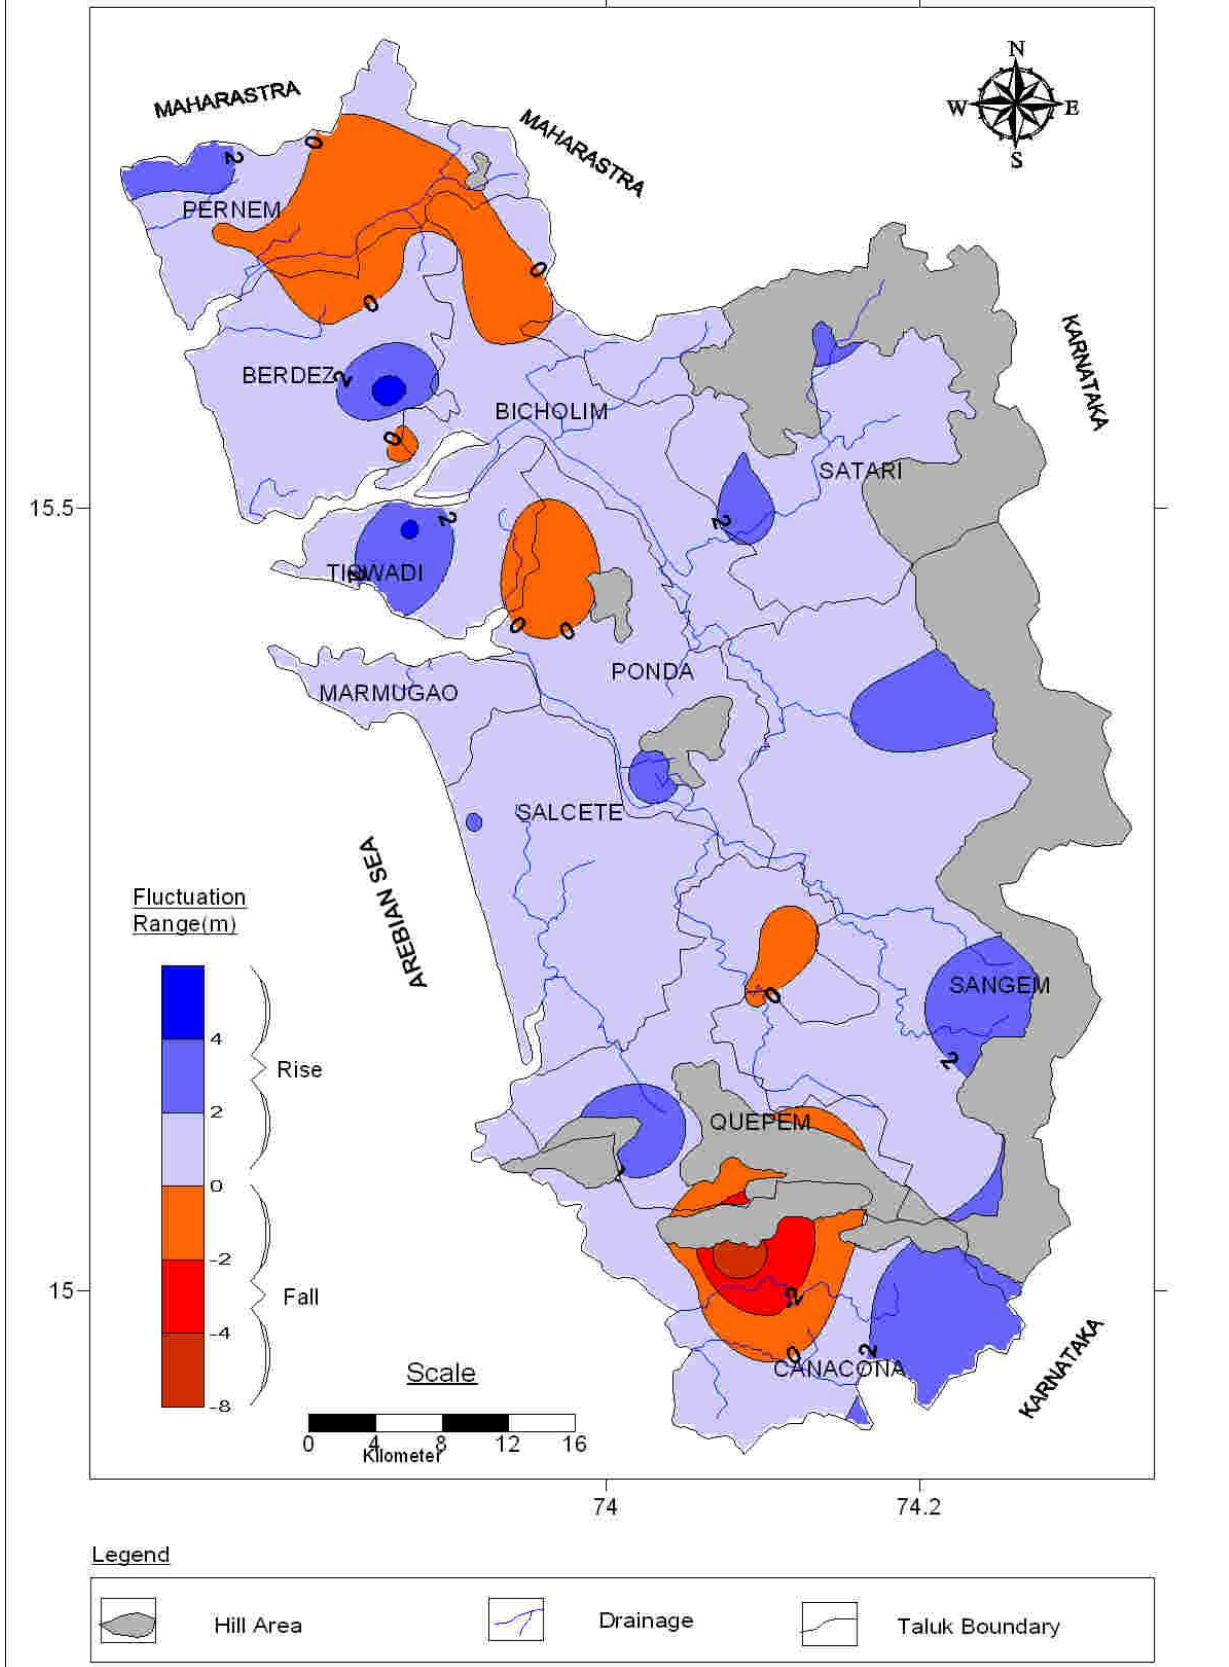 N
W
E
S
MAHARASTRA
MAHARASTRA
0
2
PERNEM
0
0
KARNATAKA
BERDEZ
2
BICHOLIM
0
SATARI
15.5
2
2
TISWADI
2
0
0
PONDA
MARMUGAO
SALCETE
AREBIAN SEA
Fluctuation
Range(m)
SANGEM
0
2
4
Rise
2
QUEPEM
0
-2
Fall
-4
-8
15
-2
0
2
CANACONA
KARNATAKA
Scale
0 4 8 12 16
Kilometer
74
74.2
Legend
Hill Area
Drainage
Taluk Boundary